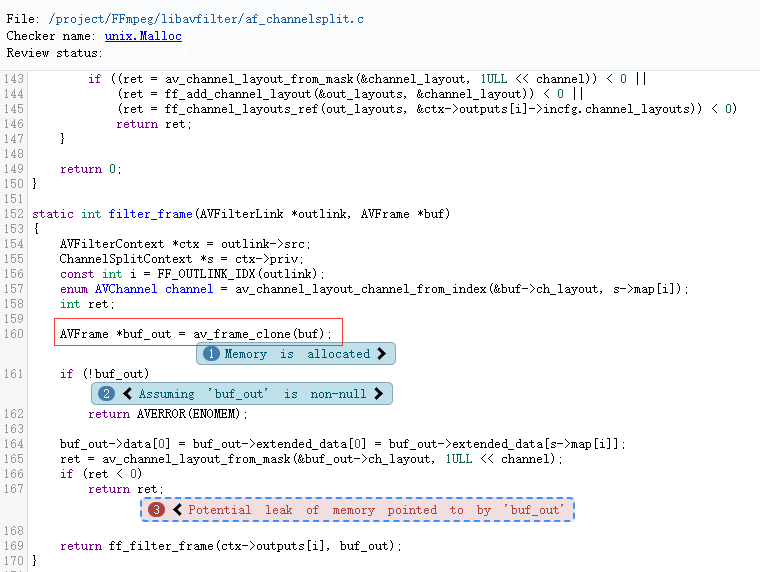 File: /project/FFmpeg/libavfilter/af_channelsplit.c
Checker name: unix.Malloc
Review status:
143         if ((ret = av_channel_layout_from_mask(&channel_layout, 1ULL << channel)) < 0 ||
144             (ret = ff_add_channel_layout(&out_layouts, &channel_layout)) < 0 ||
145             (ret = ff_channel_layouts_ref(out_layouts, &ctx->outputs[i]->incfg.channel_layouts)) < 0)
146             return ret;
147     }
148
149     return 0;
150 }
151
152 static int filter_frame(AVFilterLink *outlink, AVFrame *buf)
153 {
154     AVFilterContext *ctx = outlink->src;
155     ChannelSplitContext *s = ctx->priv;
156     const int i = FF_OUTLINK_IDX(outlink);
157     enum AVChannel channel = av_channel_layout_channel_from_index(&buf->ch_layout, s->map[i]);
158     int ret;
159
160     AVFrame *buf_out = av_frame_clone(buf);
1 Memory is allocated
161     if (!buf_out)
2 Assuming 'buf_out' is non-null
162         return AVERROR(ENOMEM);
163
164     buf_out->data[0] = buf_out->extended_data[0] = buf_out->extended_data[s->map[i]];
165     ret = av_channel_layout_from_mask(&buf_out->ch_layout, 1ULL << channel);
166     if (ret < 0)
167         return ret;
3 Potential leak of memory pointed to by 'buf_out'
168
169     return ff_filter_frame(ctx->outputs[i], buf_out);
170 }